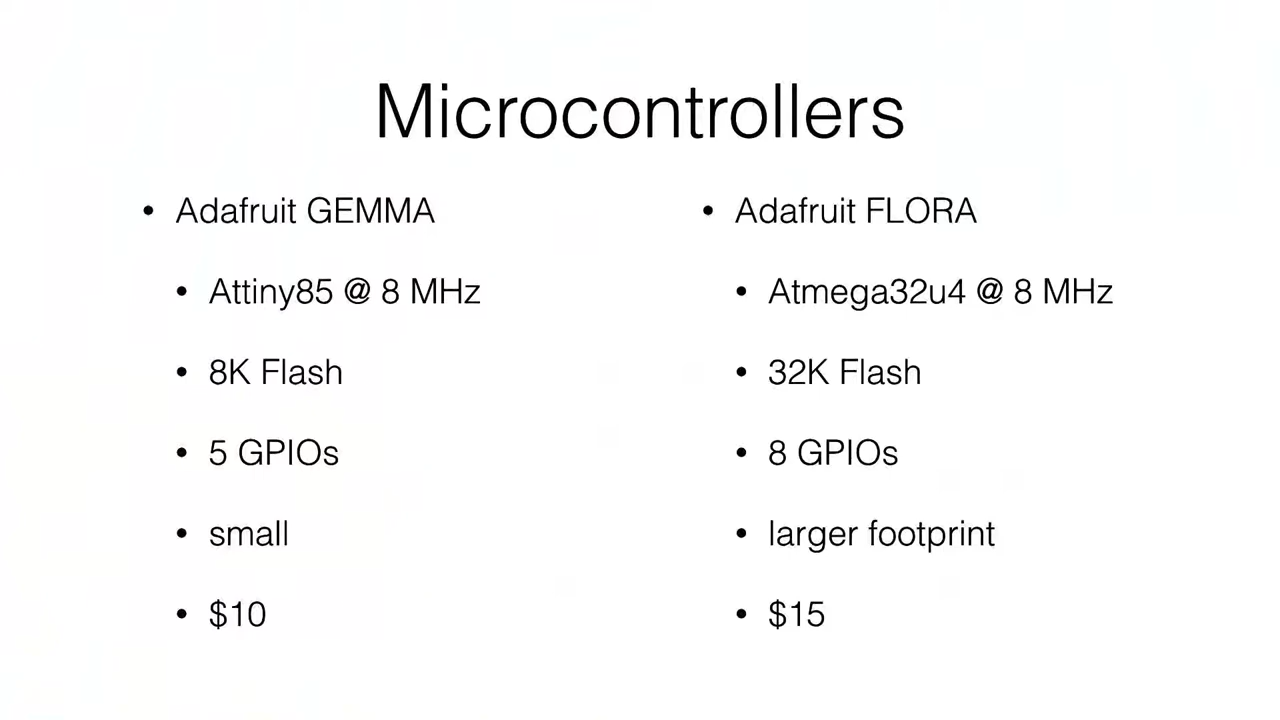 Microcontrollers
• Adafruit GEMMA
• Attiny85 @ 8 MHz
• 8K Flash
• 5 GPIOs
• small
• $10
• Adafruit FLORA
• Atmega32u4 @ 8 MHz
• 32K Flash
• 8 GPIOs
• larger footprint
• $15